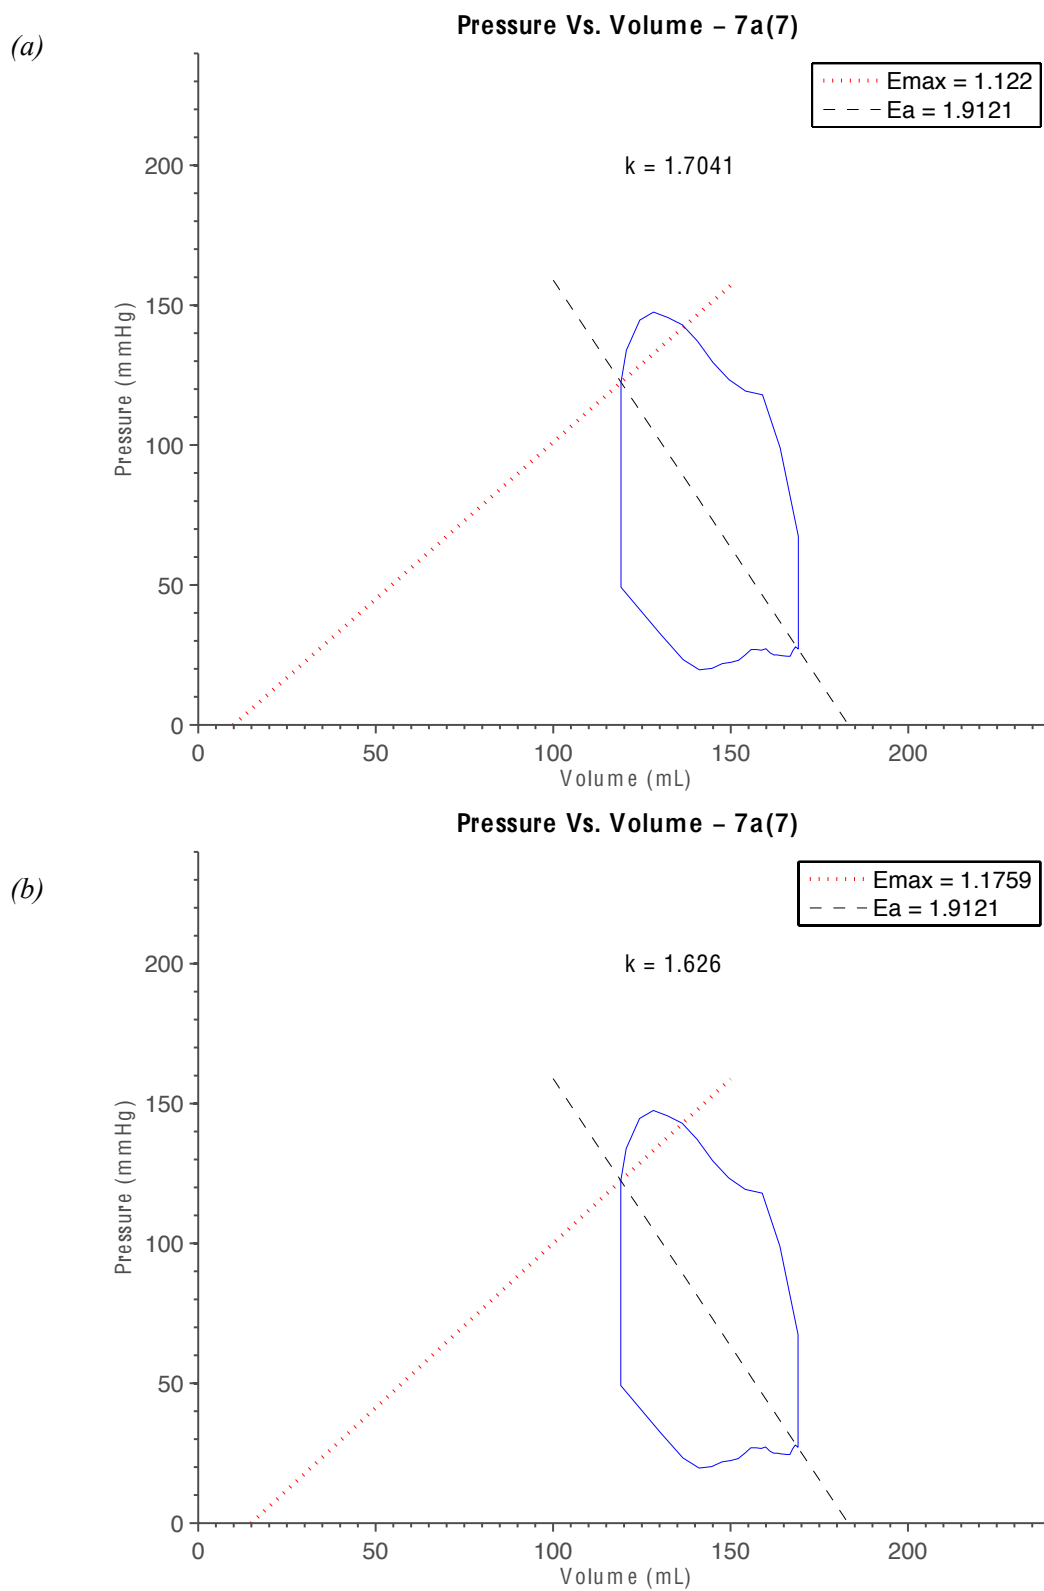 (a)
Pressure Vs. Volume – 7a(7)
Emax = 1.122
Ea = 1.9121
k = 1.7041
Pressure (mmHg)
200
150
100
50
0
0 50 100 150 200
Volume (mL)
(b)
Pressure Vs. Volume – 7a(7)
Emax = 1.1759
Ea = 1.9121
k = 1.626
Pressure (mmHg)
200
150
100
50
0
0 50 100 150 200
Volume (mL)